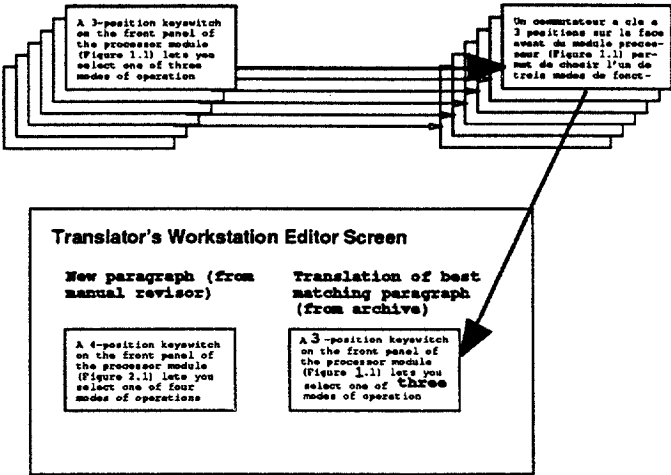 A 3-position keyswitch
on the front panel of
the processor module
(Figure 1.1) lets you
select one of three
modes of operation
Un commutateur a cle a
3 positions sur la face
avant du module proces-
seur (Figure 1.1) per-
mut de choisir l'un de
trois modes de fonct-
Translator's Workstation Editor Screen
New paragraph (from
manual revisor)
Translation of best
matching paragraph
(from archive)
A 4-position keyswitch
on the front panel of
the processor module
(Figure 2.1) lets you
select one of four
modes of operations
A 3-position keyswitch
on the front panel of
the processor module
(Figure 1.1) lets you
select one of three
modes of operation